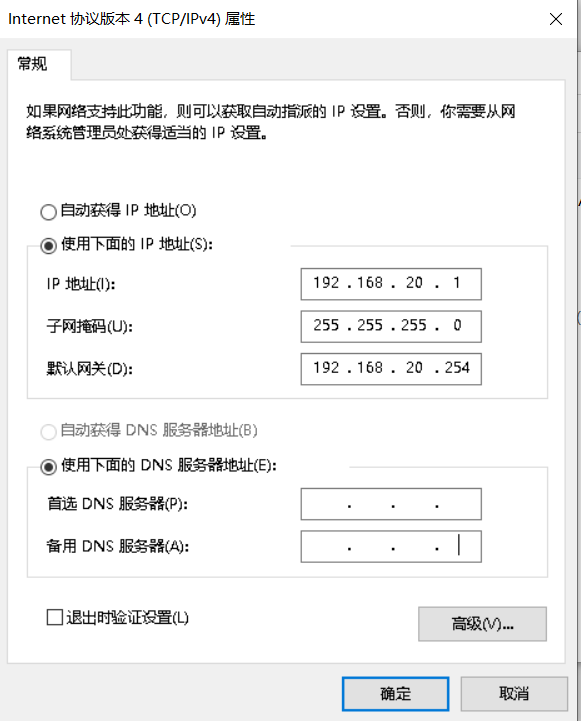 Internet 协议版本 4 (TCP/IPv4) 属性
常规
如果网络支持此功能，则可以获取自动指派的 IP 设置。否则，你需要从网
络系统管理员处获得适当的 IP 设置。
自动获得 IP 地址(O)
使用下面的 IP 地址(S):
IP 地址(I):
192 . 168 . 20 . 1
子网掩码(U):
255 . 255 . 255 . 0
默认网关(D):
192 . 168 . 20 . 254
自动获得 DNS 服务器地址(B)
使用下面的 DNS 服务器地址(E):
首选 DNS 服务器(P):
. . .
备用 DNS 服务器(A):
. . .
退出时验证设置(L)
高级(V)...
确定
取消